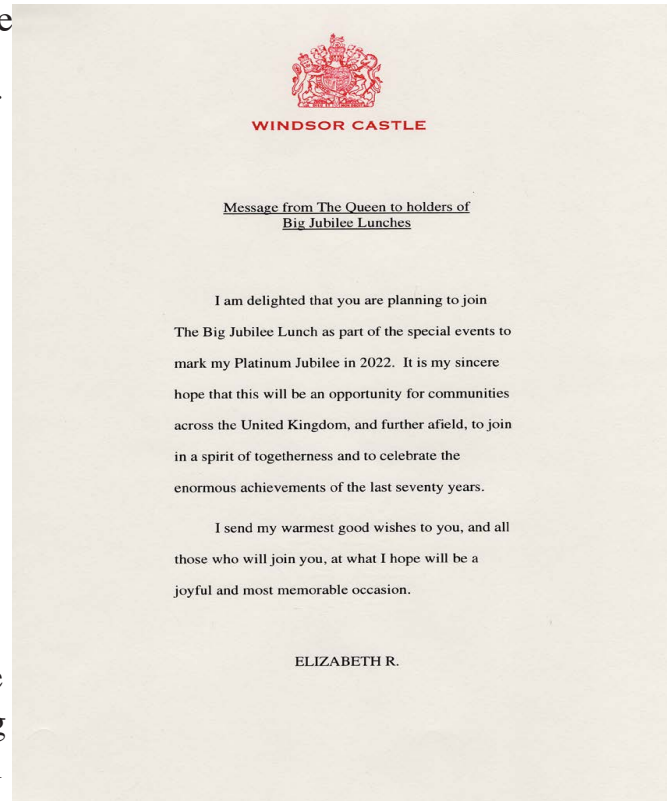 e
WINDSOR CASTLE
Message from The Queen to holders of
Big Jubilee Lunches
I am delighted that you are planning to join
The Big Jubilee Lunch as part of the special events to
mark my Platinum Jubilee in 2022. It is my sincere
hope that this will be an opportunity for communities
across the United Kingdom, and further afield, to join
in a spirit of togetherness and to celebrate the
enormous achievements of the last seventy years.
I send my warmest good wishes to you, and all
those who will join you, at what I hope will be a
joyful and most memorable occasion.
ELIZABETH R.
e
g